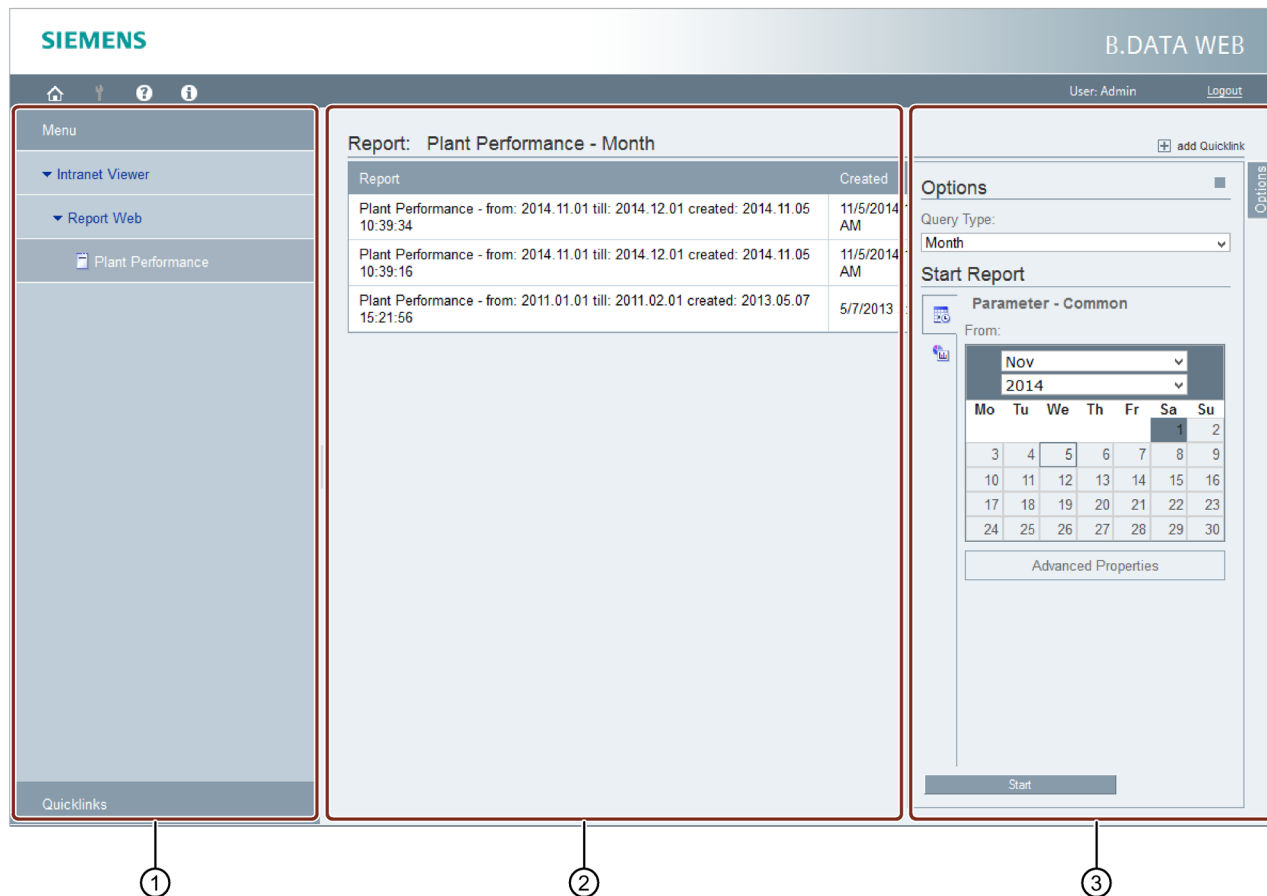 SIEMENS
B.DATA WEB
User: Admin
Logout
Menu
Intranet Viewer
Report Web
Plant Performance
Quicklinks
Report: Plant Performance - Month
Report
Created
Plant Performance - from: 2014.11.01 till: 2014.12.01 created: 2014.11.05
10:39:34
11/5/2014
AM
Plant Performance - from: 2014.11.01 till: 2014.12.01 created: 2014.11.05
10:39:16
11/5/2014
AM
Plant Performance - from: 2011.01.01 till: 2011.02.01 created: 2013.05.07
15:21:56
5/7/2013
add Quicklink
Options
Options
Query Type:
Month
Start Report
Parameter - Common
From:
Nov
2014
Mo Tu We Th Fr Sa Su
1 2
3 4 5 6 7 8 9
10 11 12 13 14 15 16
17 18 19 20 21 22 23
24 25 26 27 28 29 30
Advanced Properties
Start
1
2
3